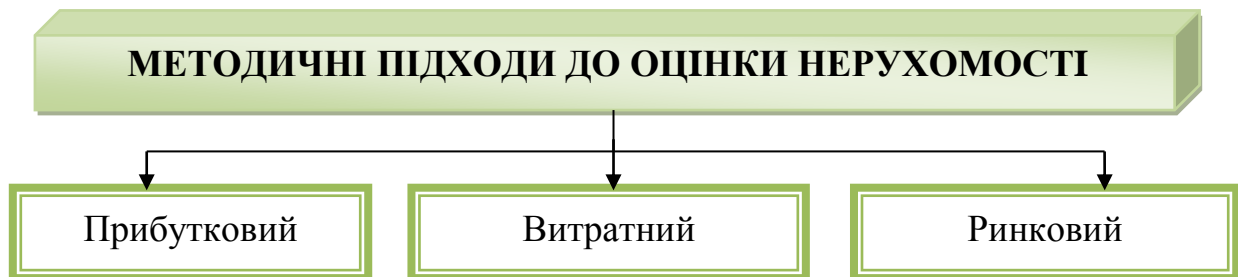 МЕТОДИЧНІ ПІДХОДИ ДО ОЦІНКИ НЕРУХОМОСТІ
Прибутковий
Витратний
Ринковий